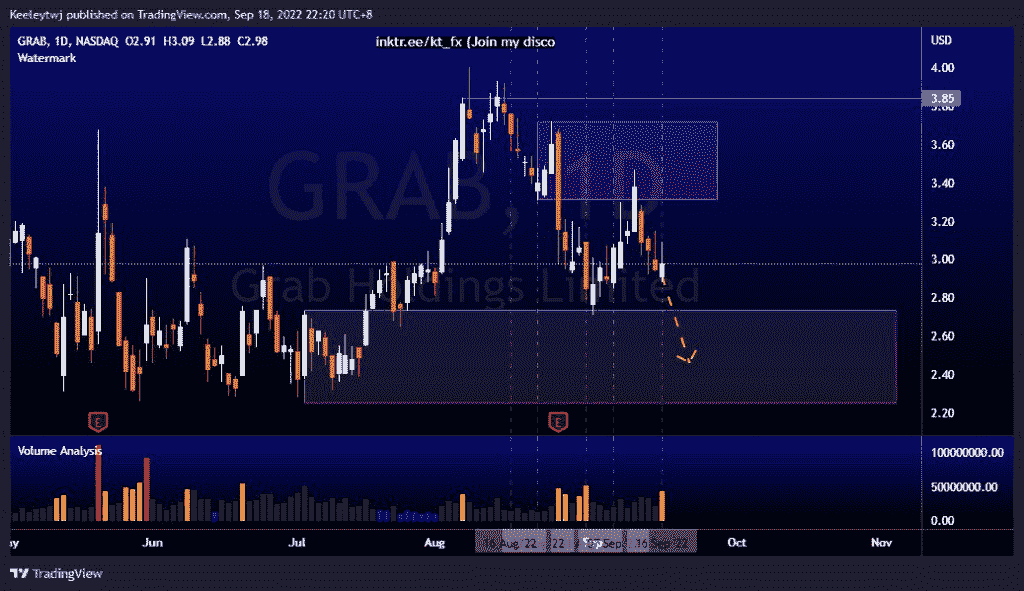 Keeleytwj published on TradingView.com, Sep 18, 2022 22:20 UTC+8
GRAB, 1D, NASDAQ O2.91 H3.09 L2.88 C2.98
inktr.ee/kt_fx (Join my disco
USD
Watermark
4.00
3.85
3.80
3.60
3.40
3.20
3.00
2.80
2.60
2.40
2.20
GRAB, 1D
Grab Holdings Limited
E
E
Volume Analysis
100000000.00
50000000.00
0.00
Jun
Jul
Aug
Aug '22
22
Sep
16
Oct
Nov
TradingView